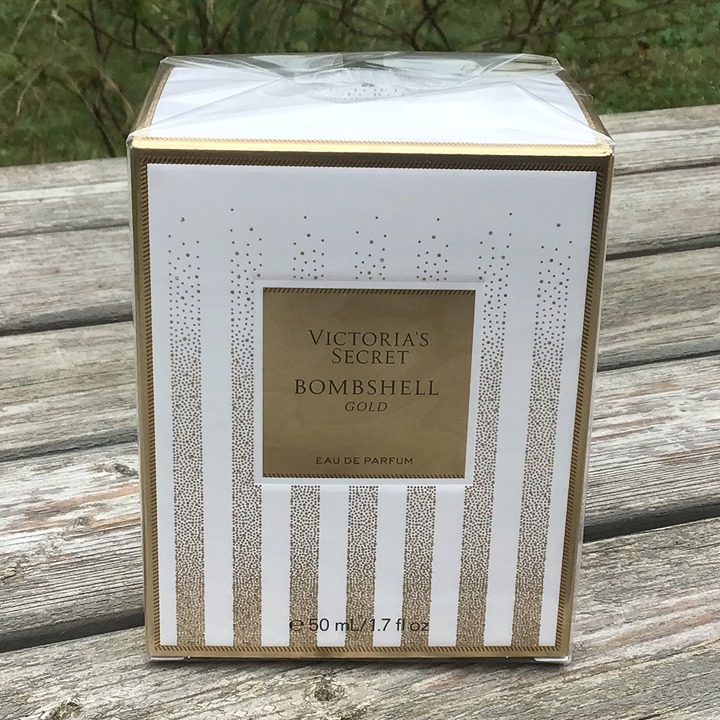 VICTORIA'S
SECRET
BOMBSHELL
GOLD
EAU DE PARFUM
℮ 50 mL/1.7 fl oz